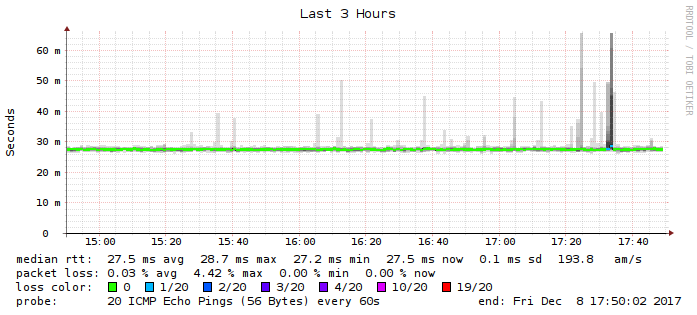 Last 3 Hours
RRDTOOL / TOBI OETIKER
Seconds
60 m
50 m
40 m
30 m
20 m
10 m
0
15:00 15:20 15:40 16:00 16:20 16:40 17:00 17:20 17:40
median rtt: 27.5 ms avg 28.7 ms max 27.2 ms min 27.5 ms now 0.1 ms sd 193.8 am/s
packet loss: 0.03 % avg 4.42 % max 0.00 % min 0.00 % now
loss color: 0 1/20 2/20 3/20 4/20 10/20 19/20
probe: 20 ICMP Echo Pings (56 Bytes) every 60s end: Fri Dec 8 17:50:02 2017